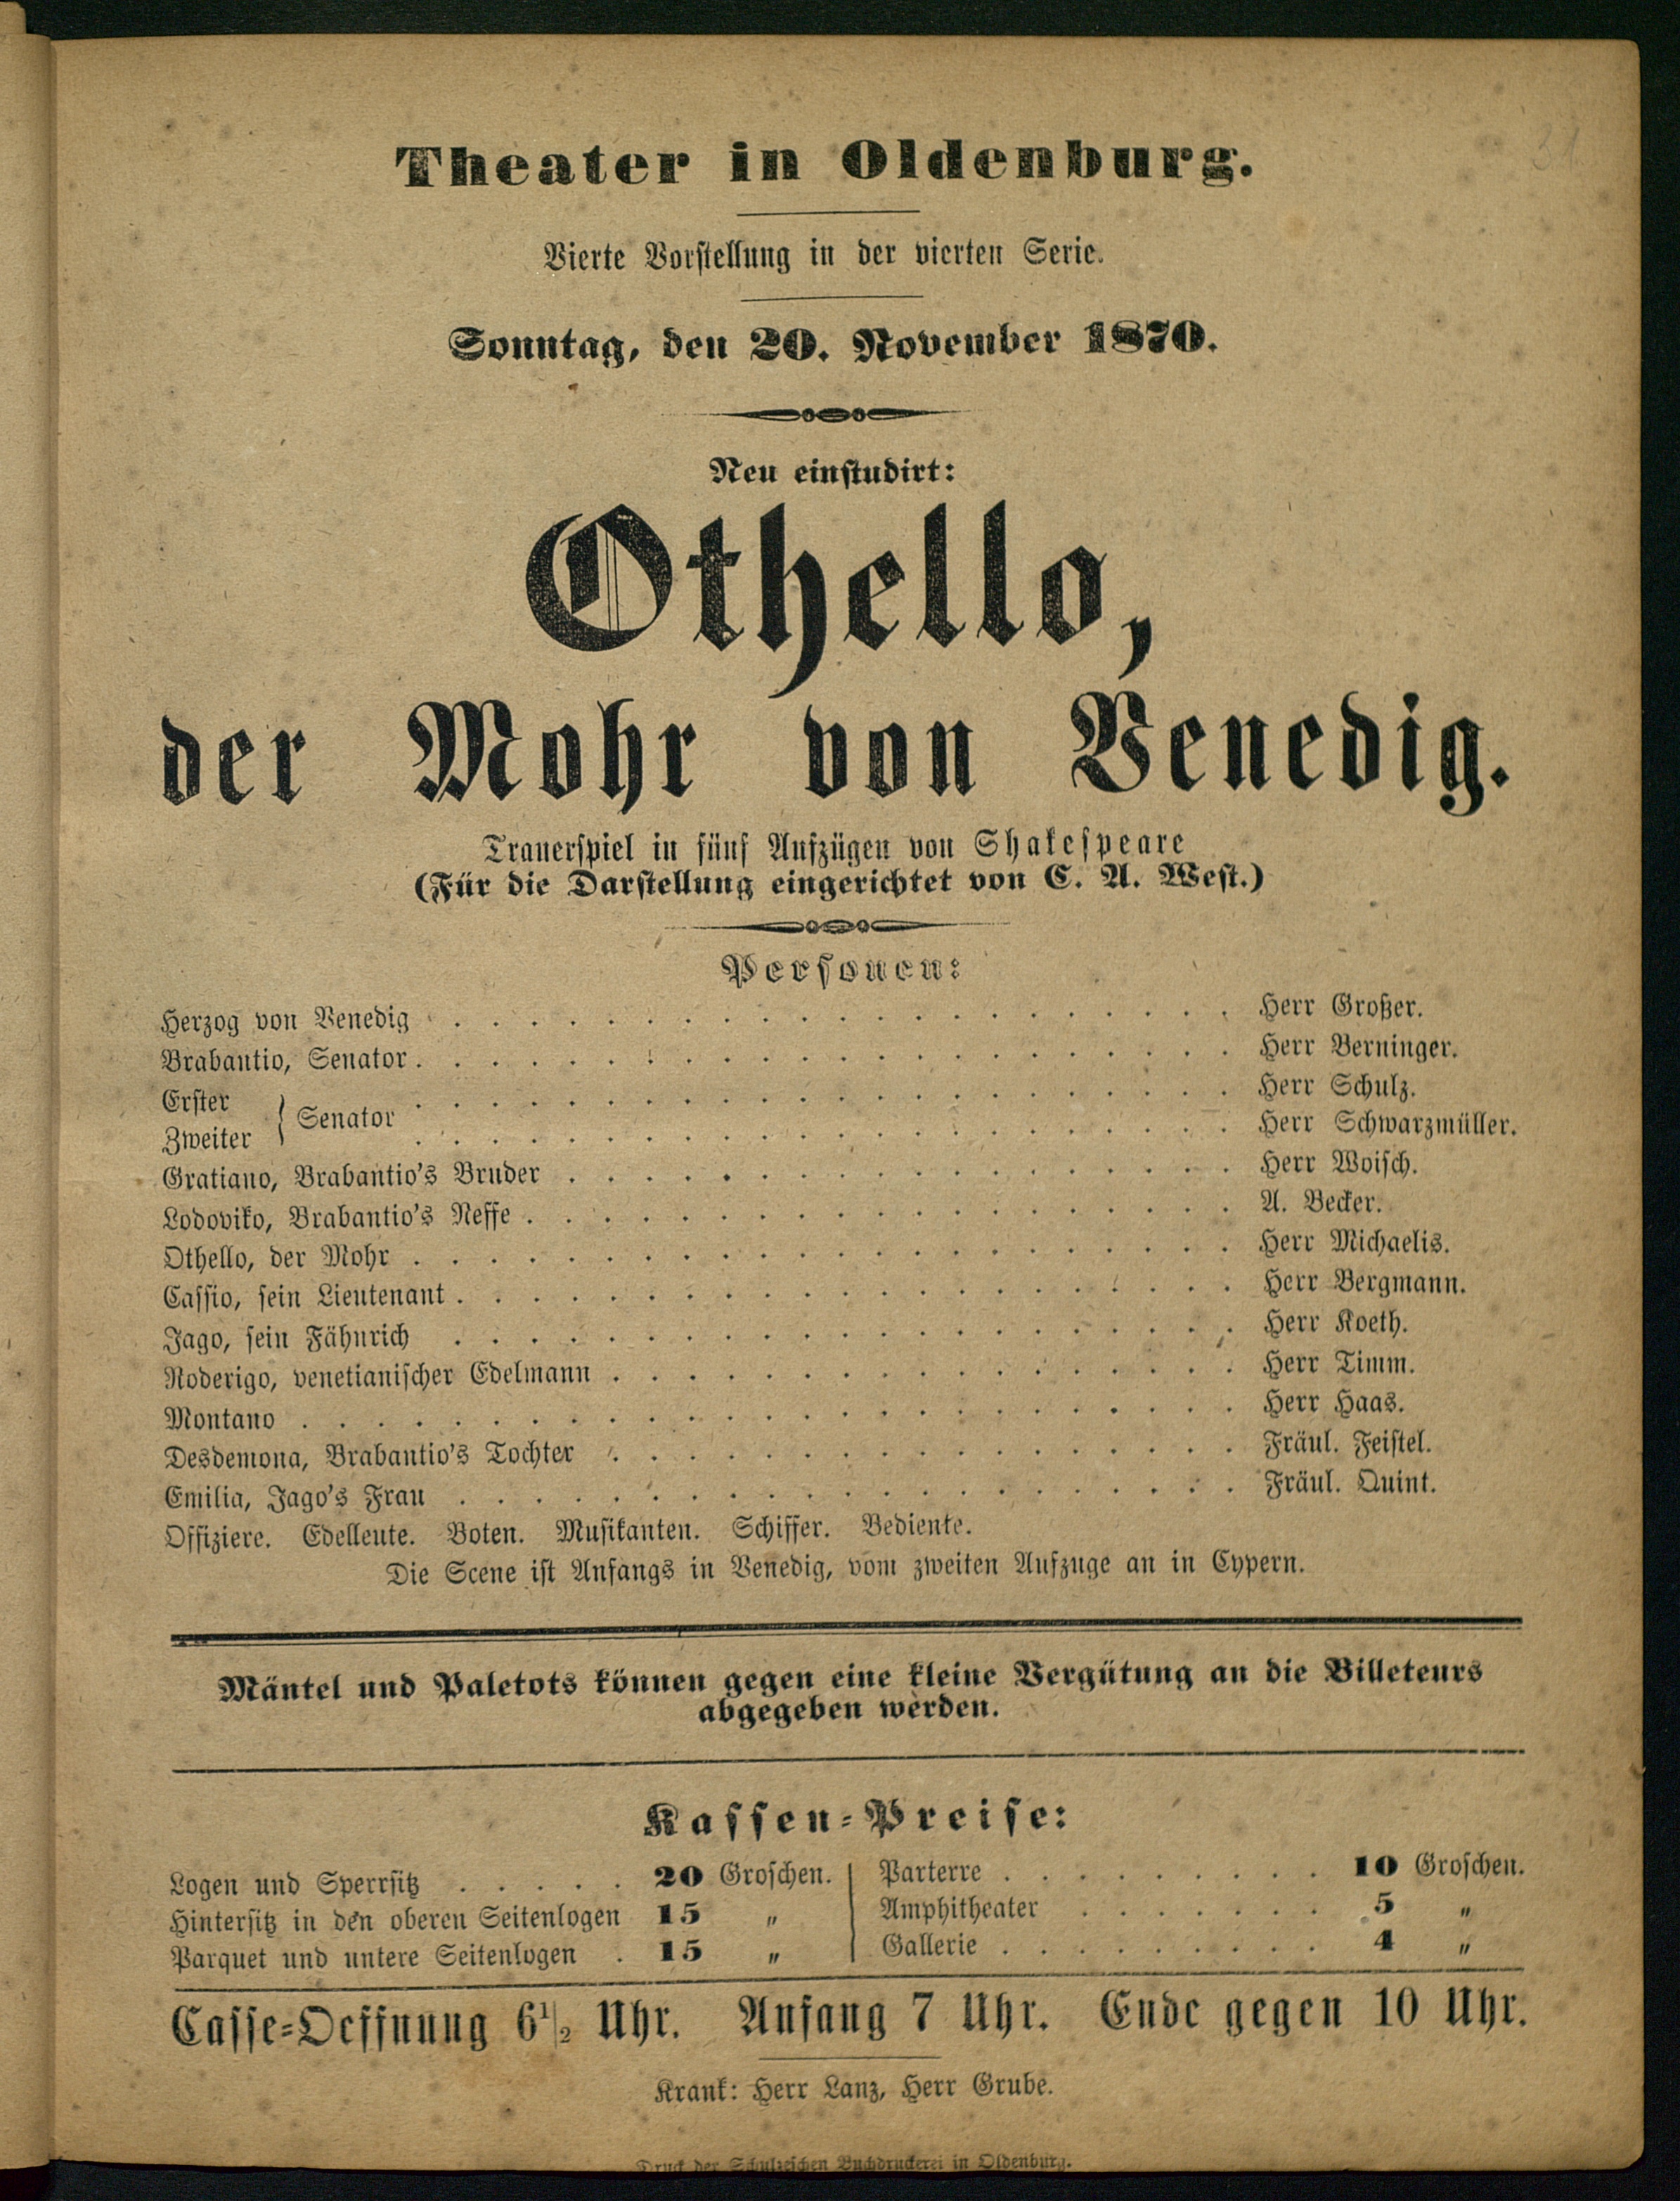 31
Theater in Oldenburg.
Vierte Vorstellung in der vierten Serie.
Sonntag, den 20. November 1870.
Neu einstudirt:
Othello,
der Mohr von Venedig.
Trauerspiel in fünf Aufzügen von Shakespeare
(Für die Darstellung eingerichtet von C. A. West.)
Personen:
Herzog von Venedig . . . . . . . . . . . . . . . . . . . . . Herr Großer.
Brabantio, Senator . . . . . . . . . . . . . . . . . . . . . . Herr Berninger.
Erster } Senator . . . . . . . . . . . . . . . . . . . . . . Herr Schulz.
Zweiter } Senator . . . . . . . . . . . . . . . . . . . . . . Herr Schwarzmüller.
Gratiano, Brabantio's Bruder . . . . . . . . . . . . . . . . . . Herr Woisch.
Lodoviko, Brabantio's Neffe . . . . . . . . . . . . . . . . . . . A. Becker.
Othello, der Mohr . . . . . . . . . . . . . . . . . . . . . . Herr Michaelis.
Cassio, sein Lieutenant . . . . . . . . . . . . . . . . . . . . . Herr Bergmann.
Jago, sein Fähnrich . . . . . . . . . . . . . . . . . . . . . Herr Koeth.
Roderigo, venetianischer Edelmann . . . . . . . . . . . . . . . . . Herr Timm.
Montano . . . . . . . . . . . . . . . . . . . . . . . . . Herr Haas.
Desdemona, Brabantio's Tochter . . . . . . . . . . . . . . . . . Fräul. Feistel.
Emilia, Jago's Frau . . . . . . . . . . . . . . . . . . . . . Fräul. Quint.
Offiziere. Edelleute. Boten. Musikanten. Schiffer. Bediente.
Die Scene ist Anfangs in Venedig, vom zweiten Aufzuge an in Cypern.
Mäntel und Paletots können gegen eine kleine Vergütung an die Billeteurs
abgegeben werden.
Kassen-Preise:
Logen und Sperrsitz . . . . . 20 Groschen. | Parterre . . . . . . . . . 10 Groschen.
Hintersitz in den oberen Seitenlogen 15 „ | Amphitheater . . . . . . . 5 „
Parquet und untere Seitenlogen . 15 „ | Gallerie . . . . . . . . . 4 „
Casse-Oeffnung 6½ Uhr. Anfang 7 Uhr. Ende gegen 10 Uhr.
Krank: Herr Lanz, Herr Grube.
Druck der Schulzeschen Buchdruckerei in Oldenburg.